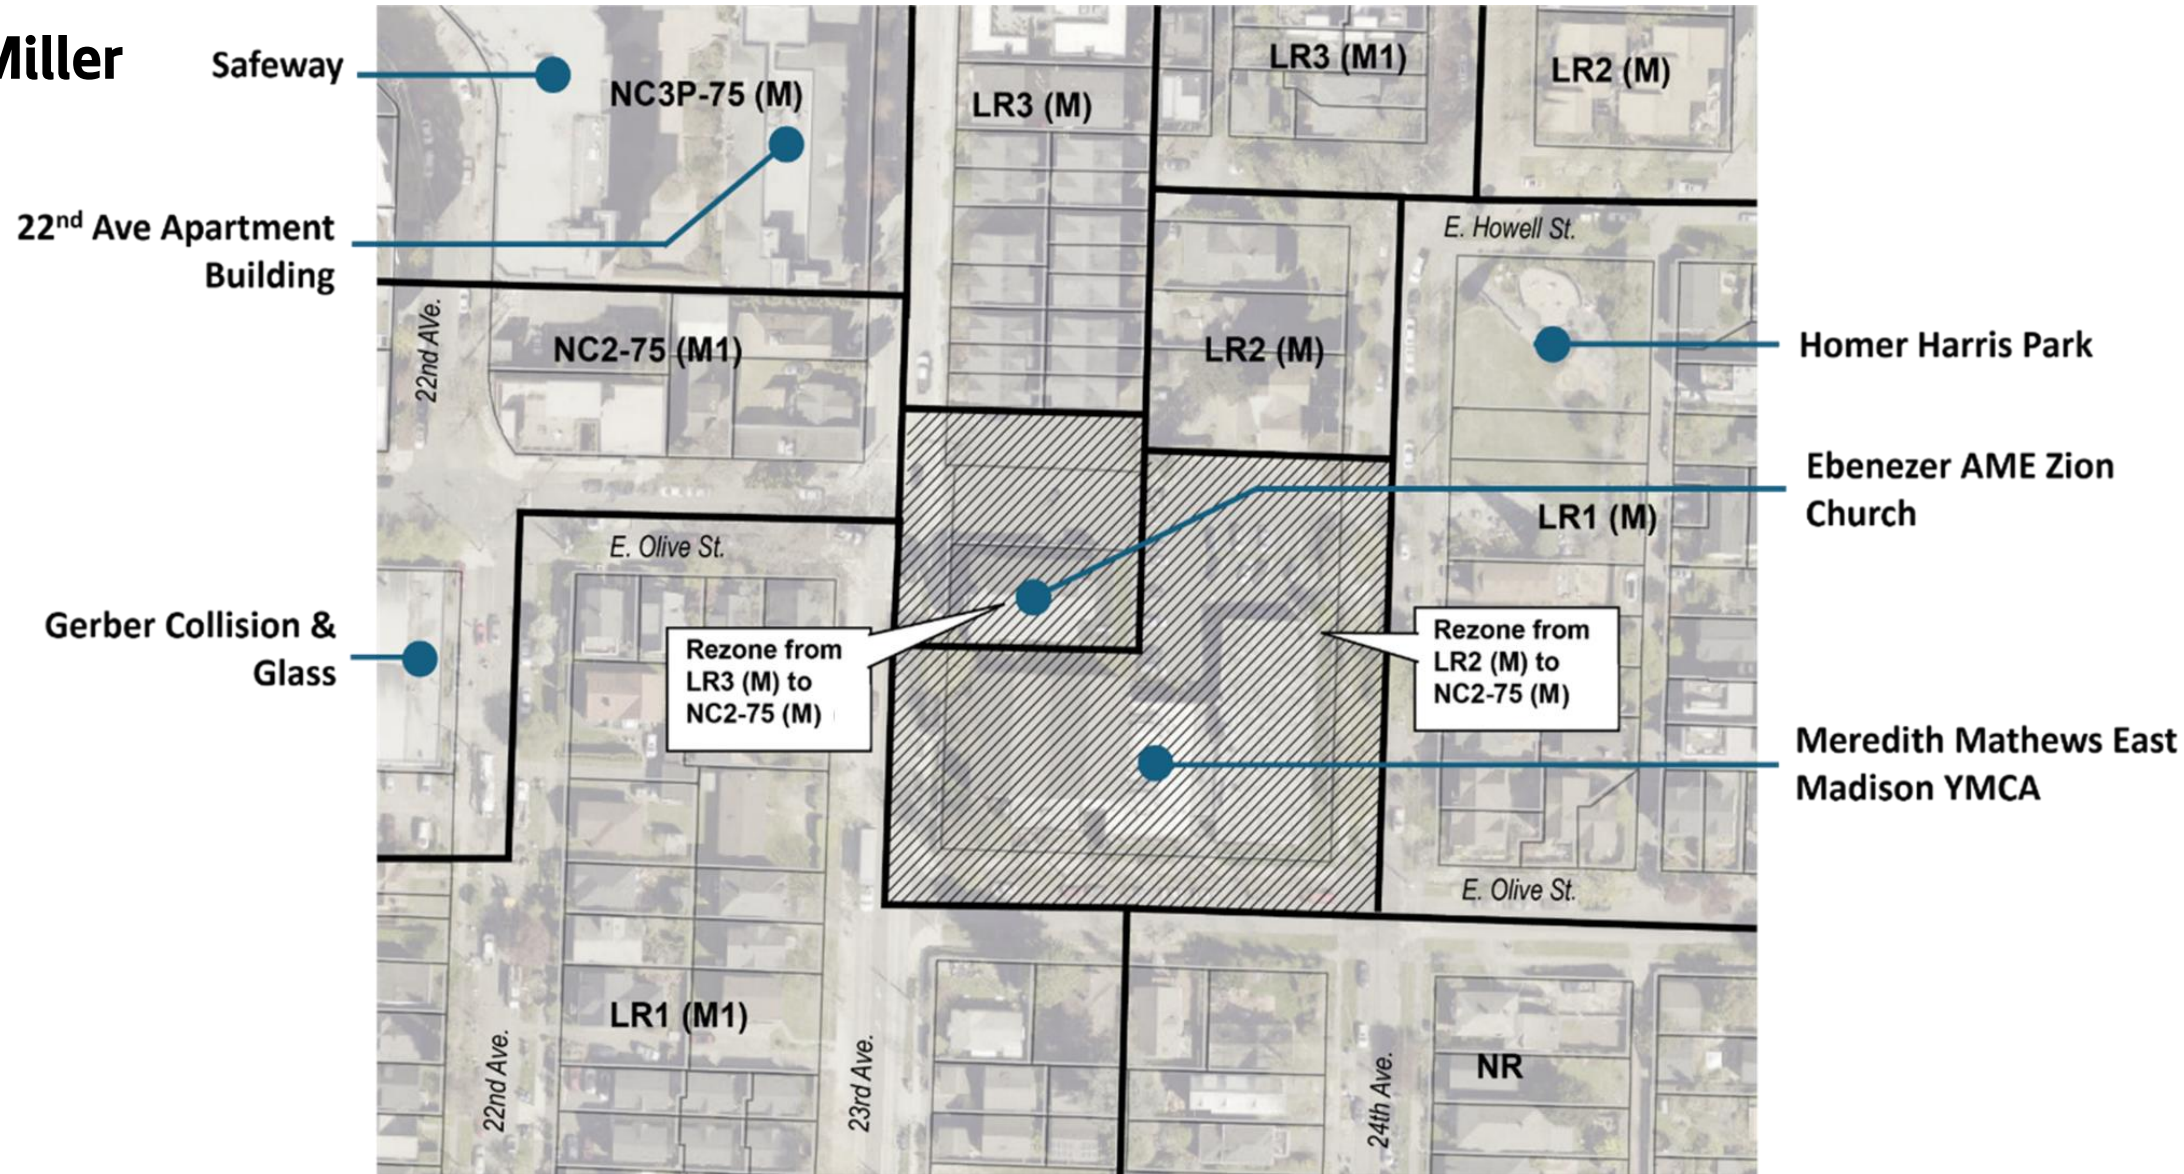 Miller
Safeway
NC3P-75 (M)
LR3 (M)
LR3 (M1)
LR2 (M)
22nd Ave Apartment
Building
E. Howell St.
22nd AVe.
NC2-75 (M1)
LR2 (M)
Homer Harris Park
Ebenezer AME Zion
Church
LR1 (M)
E. Olive St.
Gerber Collision &
Glass
Rezone from
LR3 (M) to
NC2-75 (M)
Rezone from
LR2 (M) to
NC2-75 (M)
Meredith Mathews East
Madison YMCA
E. Olive St.
LR1 (M1)
22nd Ave.
23rd Ave.
24th Ave.
NR